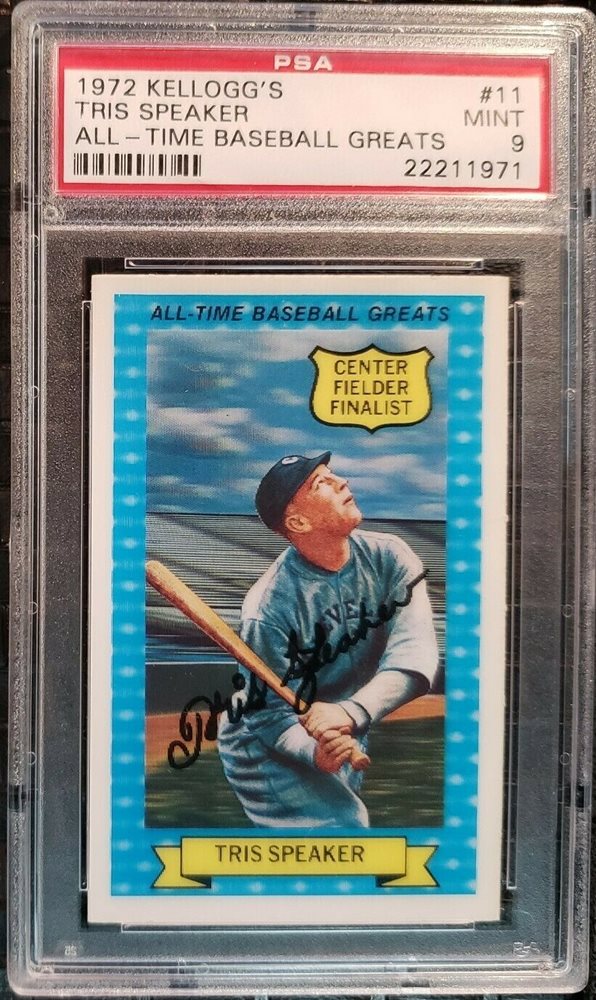 PSA
1972 KELLOGG'S #11
TRIS SPEAKER MINT
ALL-TIME BASEBALL GREATS 9
22211971
ALL-TIME BASEBALL GREATS
CENTER
FIELDER
FINALIST
Tris Speaker
TRIS SPEAKER